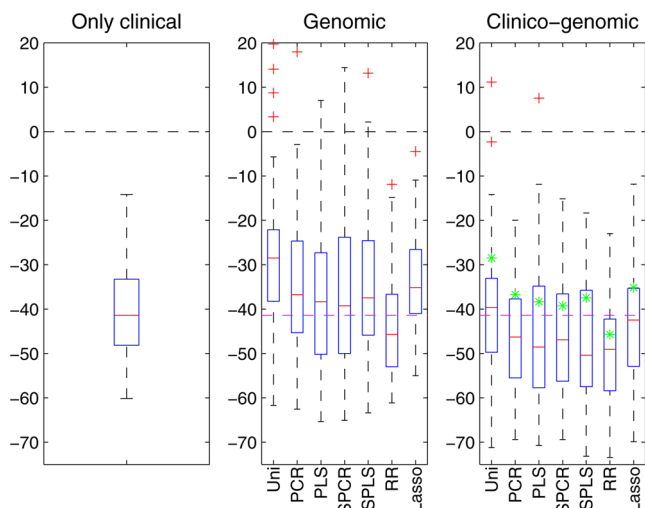 Only clinical
Genomic
Clinico-genomic
20
10
0
−10
−20
−30
−40
−50
−60
−70
20
10
0
−10
−20
−30
−40
−50
−60
−70
Uni
PCR
PLS
SPCR
SPLS
RR
Lasso
20
10
0
−10
−20
−30
−40
−50
−60
−70
Uni
PCR
PLS
SPCR
SPLS
RR
Lasso